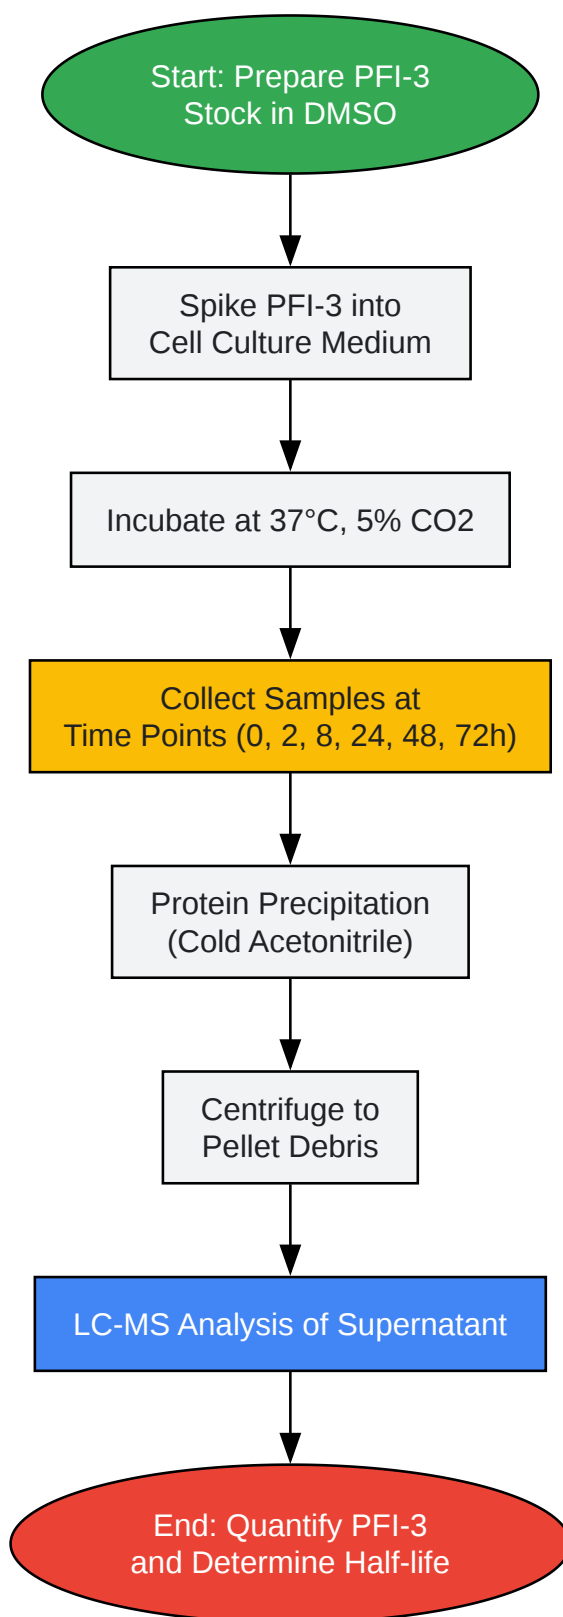 Start: Prepare PFI-3
Stock in DMSO
Spike PFI-3 into
Cell Culture Medium
Incubate at 37°C, 5% CO2
Collect Samples at
Time Points (0, 2, 8, 24, 48, 72h)
Protein Precipitation
(Cold Acetonitrile)
Centrifuge to
Pellet Debris
LC-MS Analysis of Supernatant
End: Quantify PFI-3
and Determine Half-life